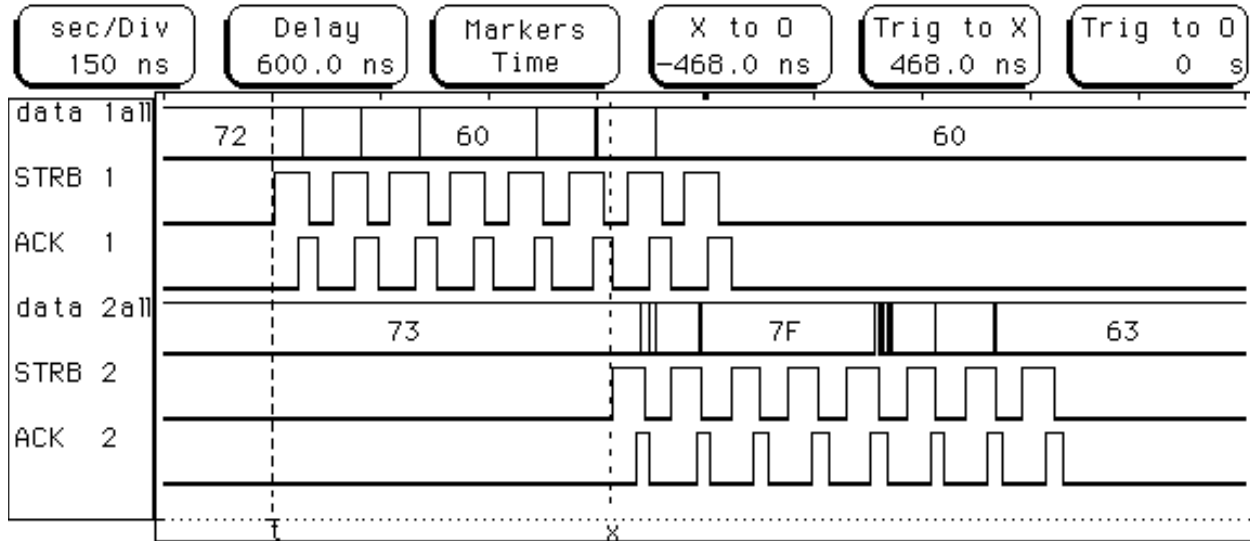 sec/Div
150 ns
Delay
600.0 ns
Markers
Time
X to O
-468.0 ns
Trig to X
468.0 ns
Trig to O
0 s
data 1all
72
60
60
STRB 1
ACK 1
data 2all
73
7F
63
STRB 2
ACK 2
t
x